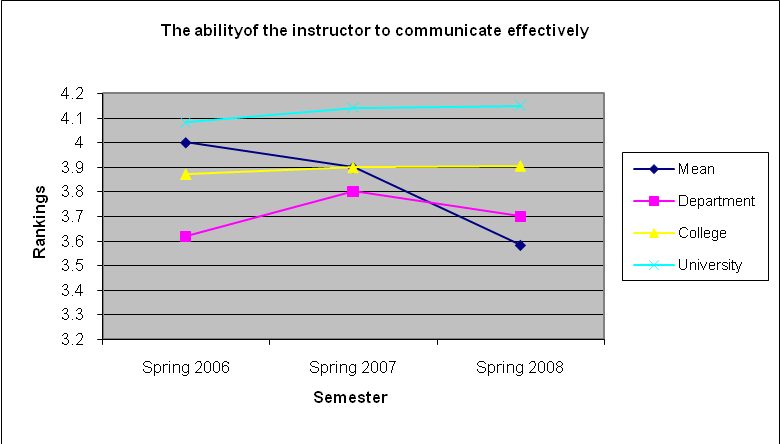 The abilityof the instructor to communicate effectively
4.2
4.1
4
3.9
3.8
3.7
3.6
3.5
3.4
3.3
3.2
Rankings
Spring 2006 Spring 2007 Spring 2008
Semester
Mean
Department
College
University